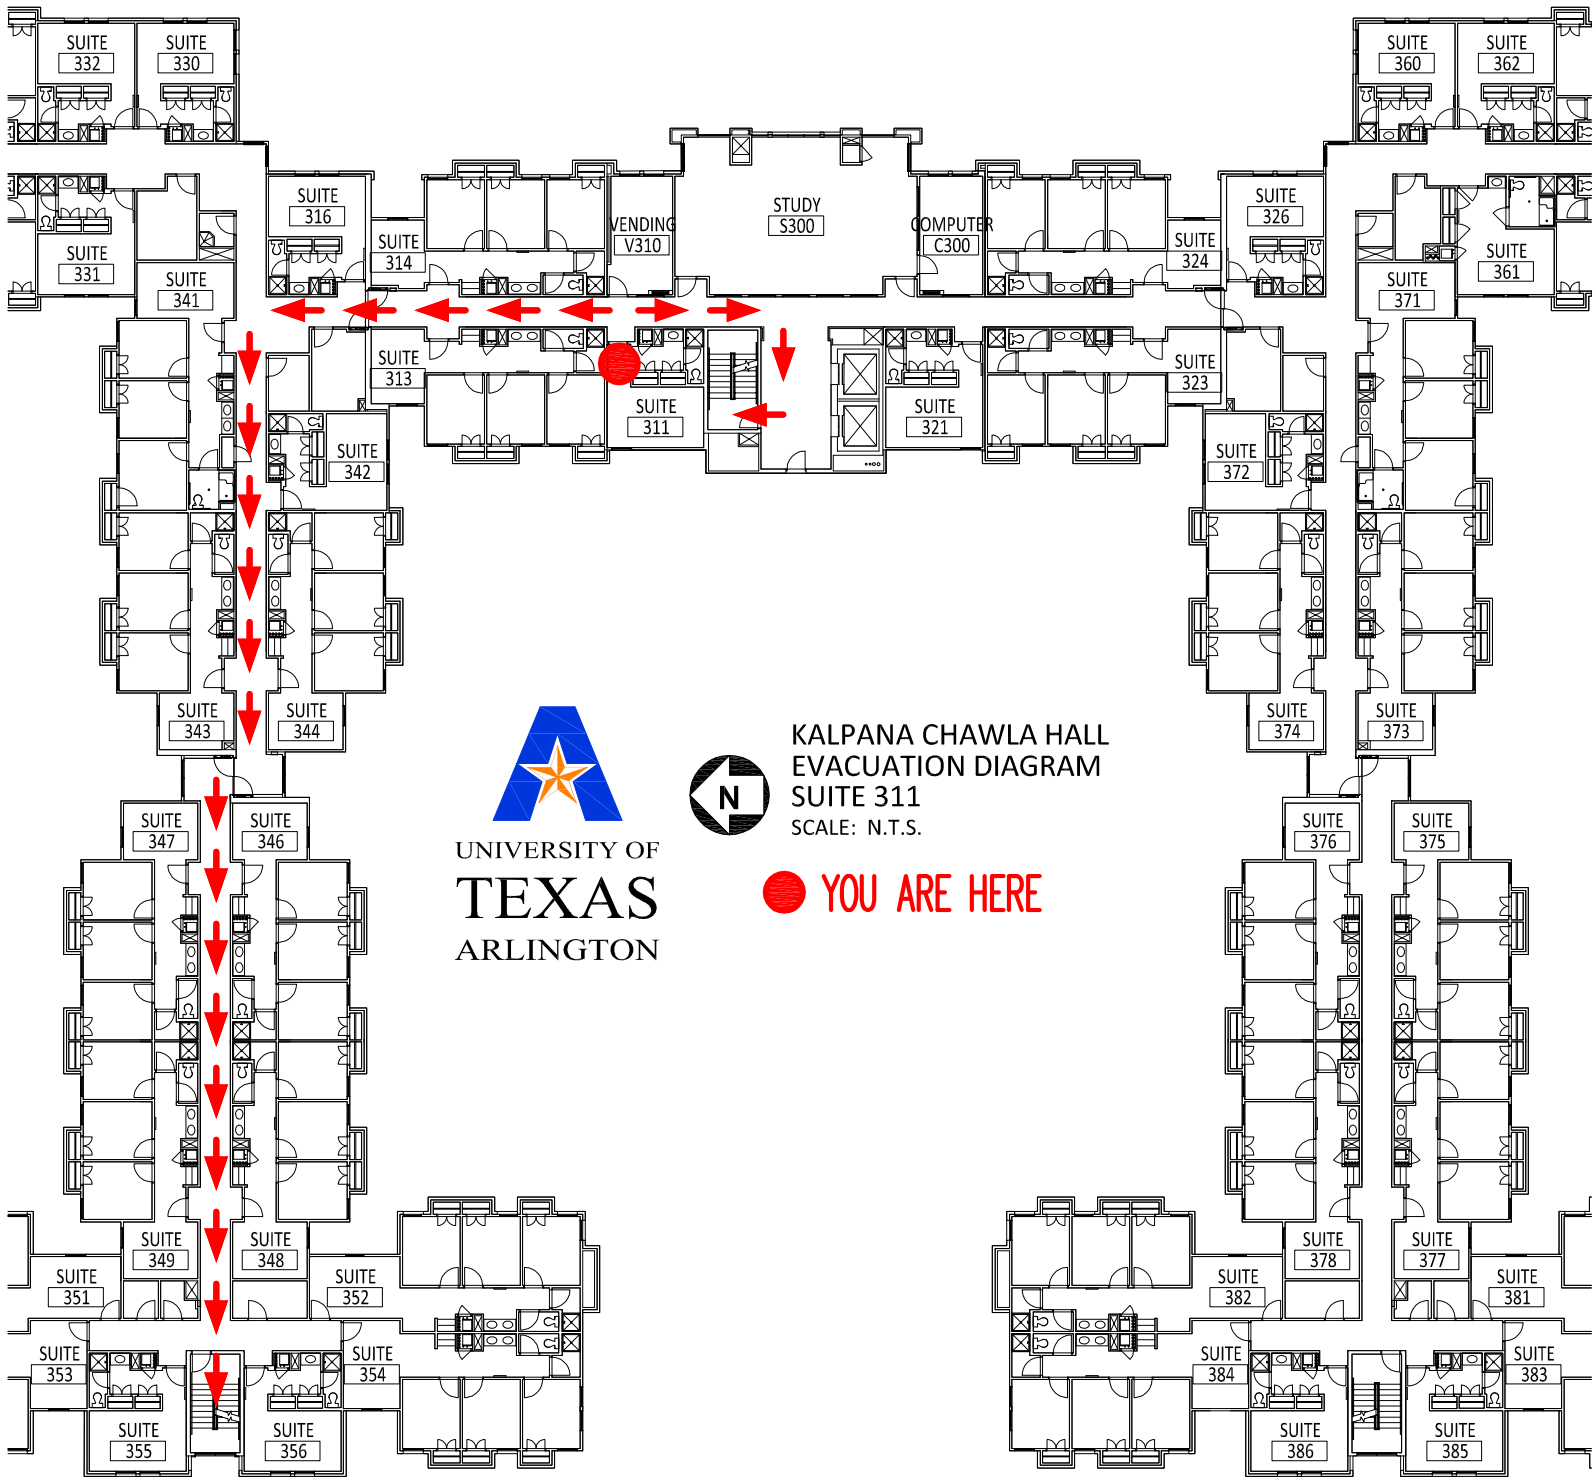 SUITE
332
SUITE
330
SUITE
360
SUITE
362
SUITE
316
VENDING
V310
STUDY
S300
COMPUTER
C300
SUITE
326
SUITE
314
SUITE
324
SUITE
331
SUITE
361
SUITE
341
SUITE
371
SUITE
313
SUITE
323
SUITE
311
SUITE
321
SUITE
342
SUITE
372
SUITE
343
SUITE
344
SUITE
374
SUITE
373
N
KALPANA CHAWLA HALL
EVACUATION DIAGRAM
SUITE 311
SCALE: N.T.S.
SUITE
347
SUITE
346
SUITE
376
SUITE
375
UNIVERSITY OF
TEXAS
ARLINGTON
YOU ARE HERE
SUITE
349
SUITE
348
SUITE
378
SUITE
377
SUITE
351
SUITE
352
SUITE
382
SUITE
381
SUITE
353
SUITE
354
SUITE
384
SUITE
383
SUITE
355
SUITE
356
SUITE
386
SUITE
385